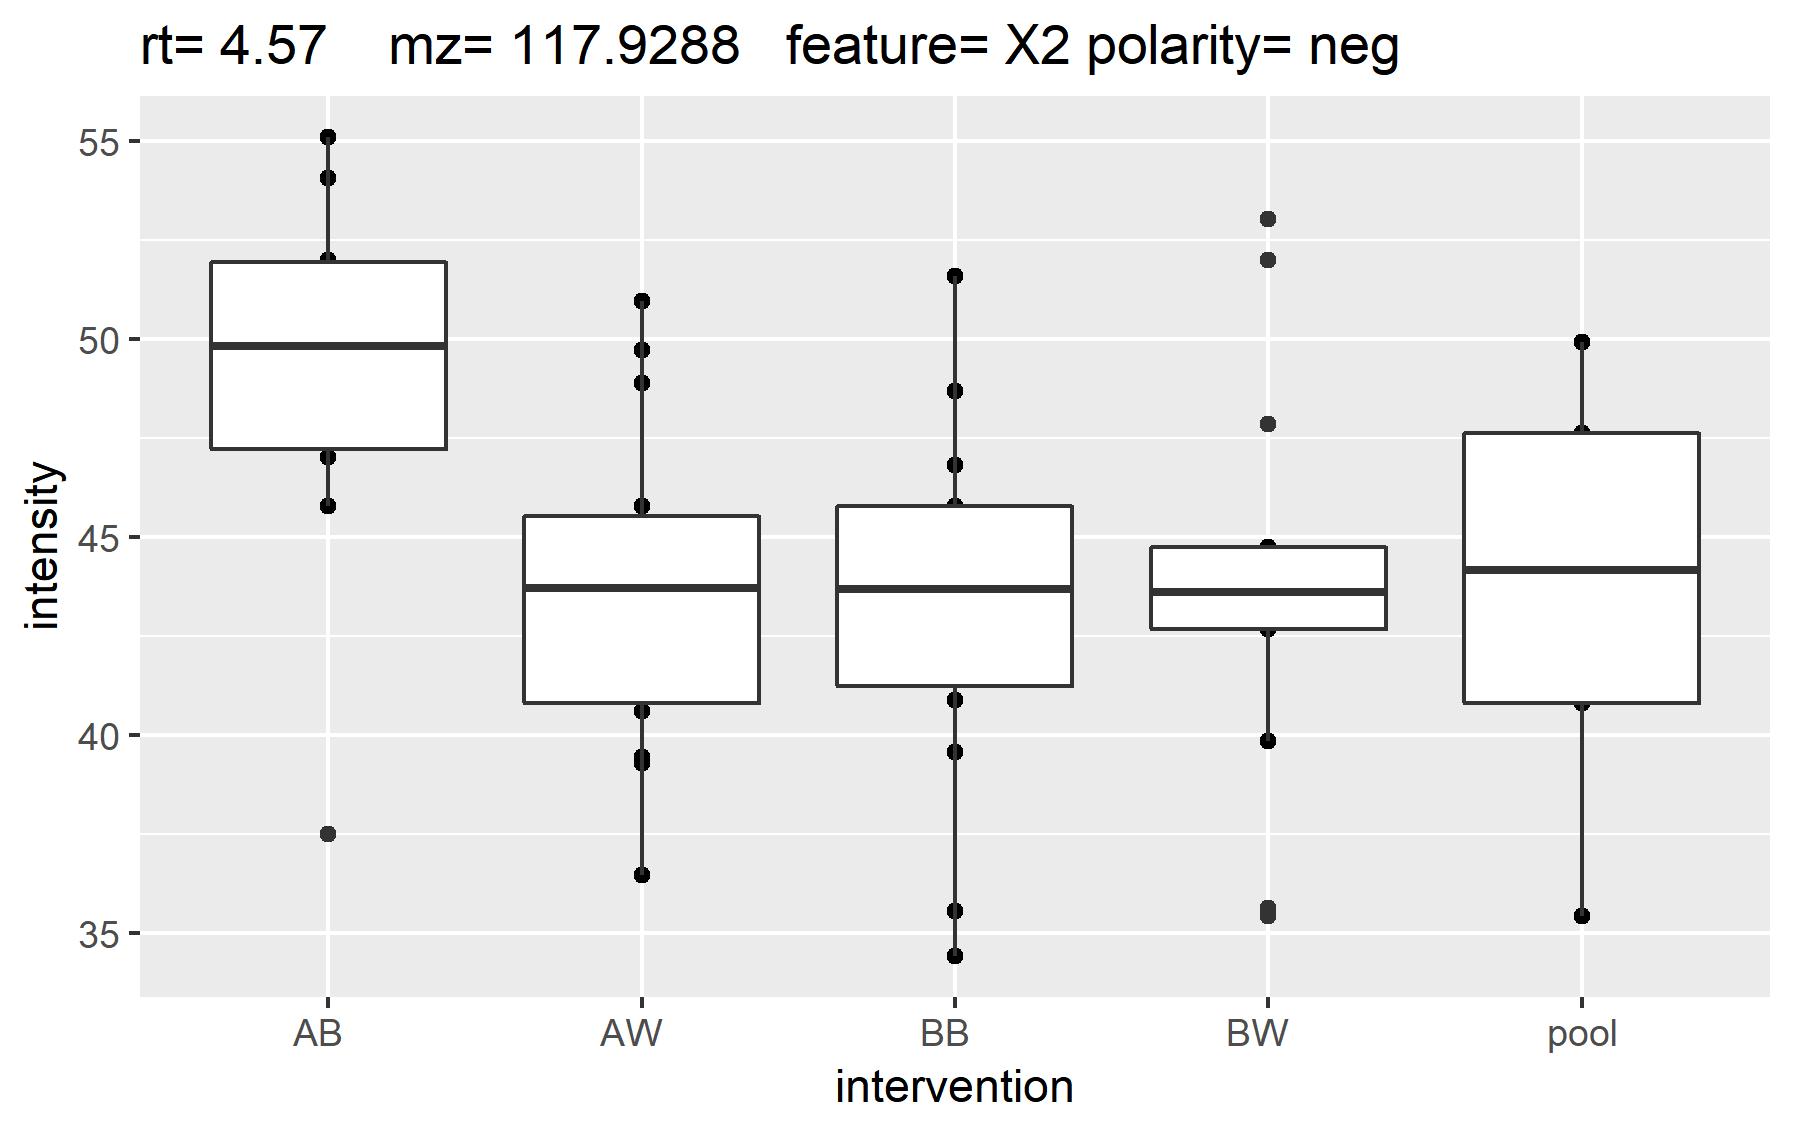 rt= 4.57    mz= 117.9288   feature= X2 polarity= neg
55
50
45
40
35
intensity
AB AW BB BW pool
intervention